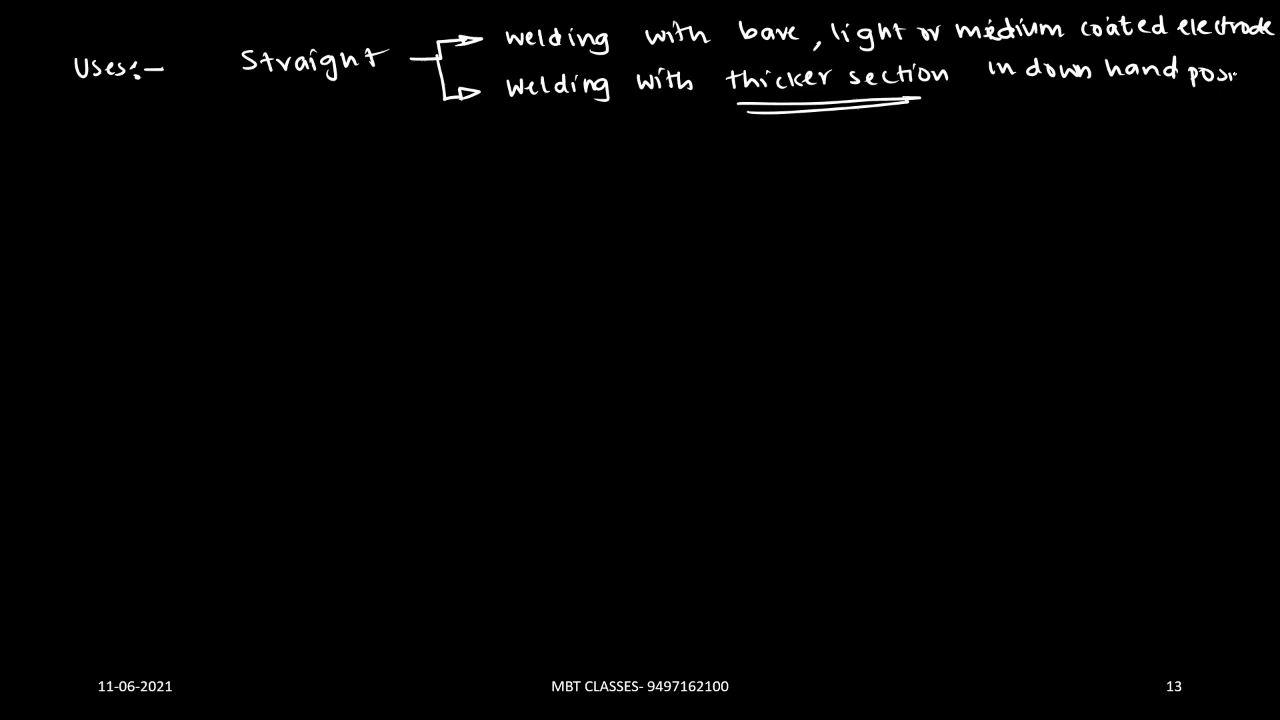 Uses:- Straight → welding with bare, light or medium coated electrode
→ welding with thicker section in down hand posi
11-06-2021 MBT CLASSES- 9497162100 13